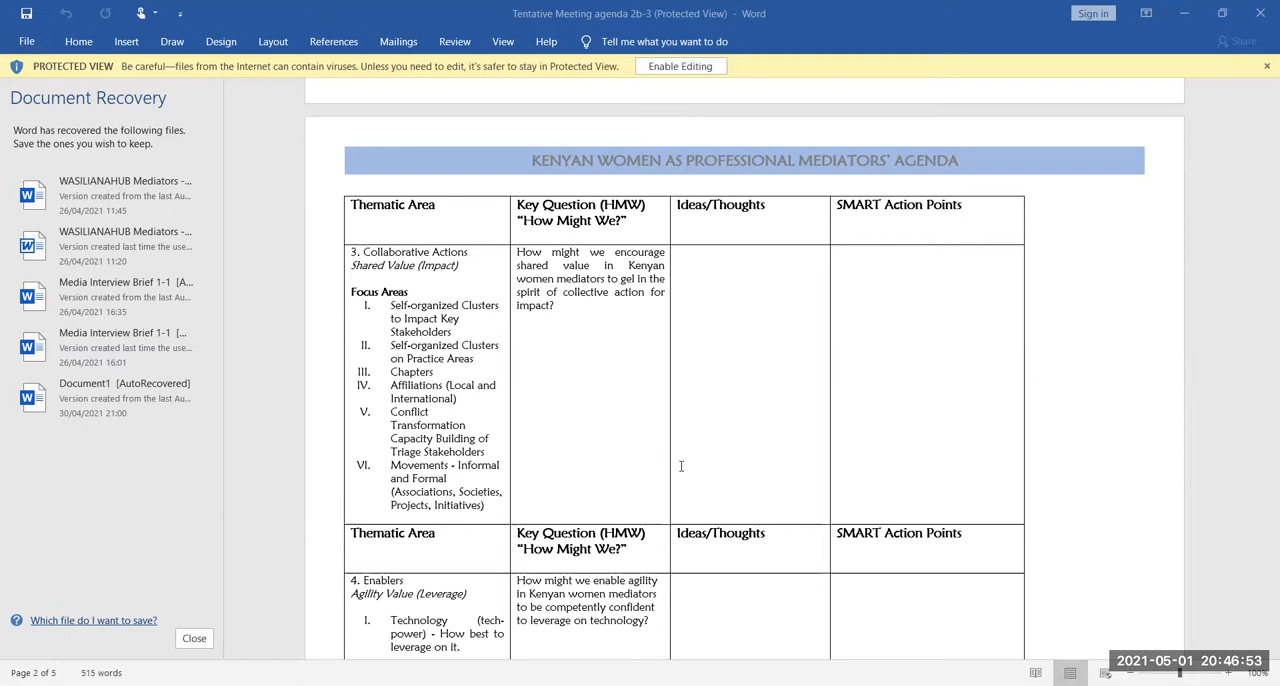 Tentative Meeting agenda 2b-3 (Protected View) - Word
Sign in
File Home Insert Draw Design Layout References Mailings Review View Help Tell me what you want to do Share
PROTECTED VIEW Be careful—files from the Internet can contain viruses. Unless you need to edit, it's safer to stay in Protected View. Enable Editing
Document Recovery
Word has recovered the following files.
Save the ones you wish to keep.
WASILIANAHUB Mediators -...
Version created from the last Au...
26/04/2021 11:45
WASILIANAHUB Mediators -...
Version created last time the use...
26/04/2021 11:20
Media Interview Brief 1-1 [A...
Version created from the last Au...
26/04/2021 16:35
Media Interview Brief 1-1 [...
Version created last time the use...
26/04/2021 16:01
Document1 [AutoRecovered]
Version created from the last Au...
30/04/2021 21:00
Which file do I want to save?
Close
KENYAN WOMEN AS PROFESSIONAL MEDIATORS' AGENDA
Thematic Area
Key Question (HMW)
"How Might We?"
Ideas/Thoughts
SMART Action Points
3. Collaborative Actions
Shared Value (Impact)
Focus Areas
I. Self-organized Clusters
to Impact Key
Stakeholders
II. Self-organized Clusters
on Practice Areas
III. Chapters
IV. Affiliations (Local and
International)
V. Conflict
Transformation
Capacity Building of
Triage Stakeholders
VI. Movements - Informal
and Formal
(Associations, Societies,
Projects, Initiatives)
How might we encourage
shared value in Kenyan
women mediators to gel in the
spirit of collective action for
impact?
Thematic Area
Key Question (HMW)
"How Might We?"
Ideas/Thoughts
SMART Action Points
4. Enablers
Agility Value (Leverage)
I. Technology (tech-
power) - How best to
leverage on it.
How might we enable agility
in Kenyan women mediators
to be competently confident
to leverage on technology?
Page 2 of 5 515 words
2021-05-01 20:46:53
100%